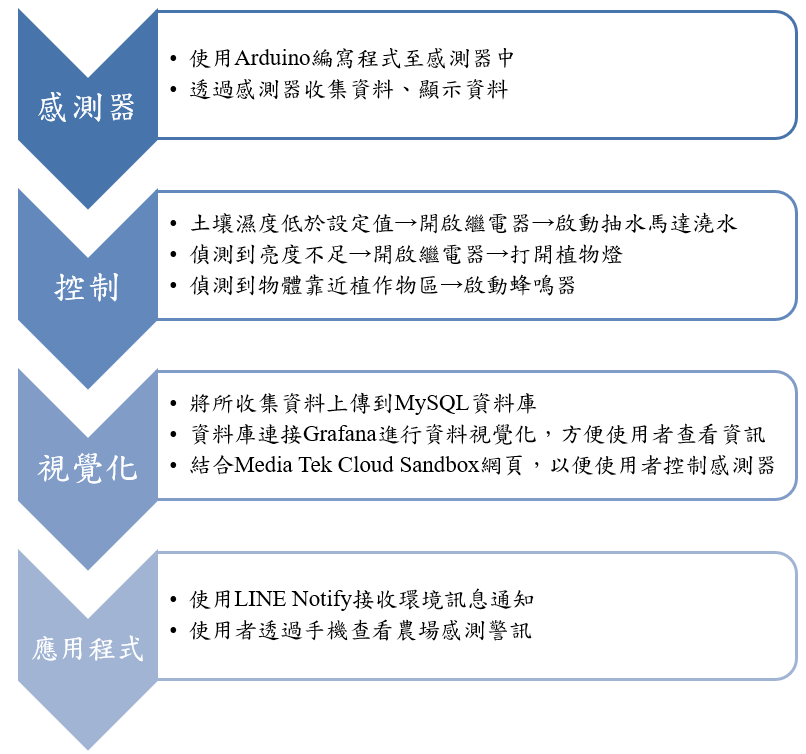 感測器
• 使用Arduino編寫程式至感測器中
• 透過感測器收集資料、顯示資料
控制
• 土壤濕度低於設定值→開啟繼電器→啟動抽水馬達澆水
• 偵測到亮度不足→開啟繼電器→打開植物燈
• 偵測到物體靠近植作物區→啟動蜂鳴器
視覺化
• 將所收集資料上傳到MySQL資料庫
• 資料庫連接Grafana進行資料視覺化，方便使用者查看資訊
• 結合Media Tek Cloud Sandbox網頁，以便使用者控制感測器
應用程式
• 使用LINE Notify接收環境訊息通知
• 使用者透過手機查看農場感測警訊